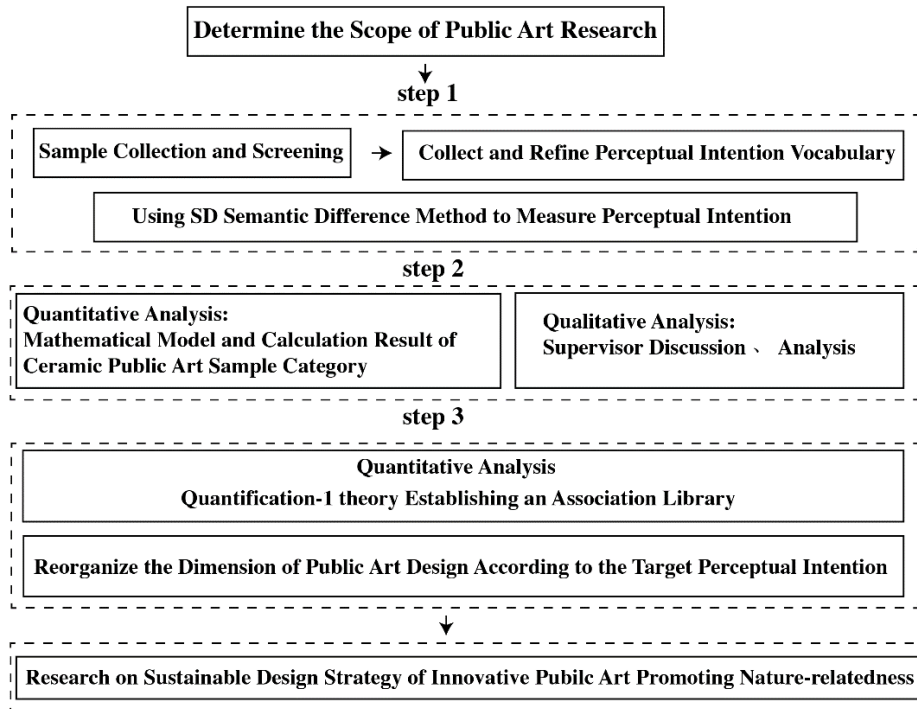 Determine the Scope of Public Art Research
step 1
Sample Collection and Screening
Collect and Refine Perceptual Intention Vocabulary
Using SD Semantic Difference Method to Measure Perceptual Intention
step 2
Quantitative Analysis:
Mathematical Model and Calculation Result of
Ceramic Public Art Sample Category
Qualitative Analysis:
Supervisor Discussion 、 Analysis
step 3
Quantitative Analysis
Quantification-1 theory Establishing an Association Library
Reorganize the Dimension of Public Art Design According to the Target Perceptual Intention
Research on Sustainable Design Strategy of Innovative Pubilc Art Promoting Nature-relatedness